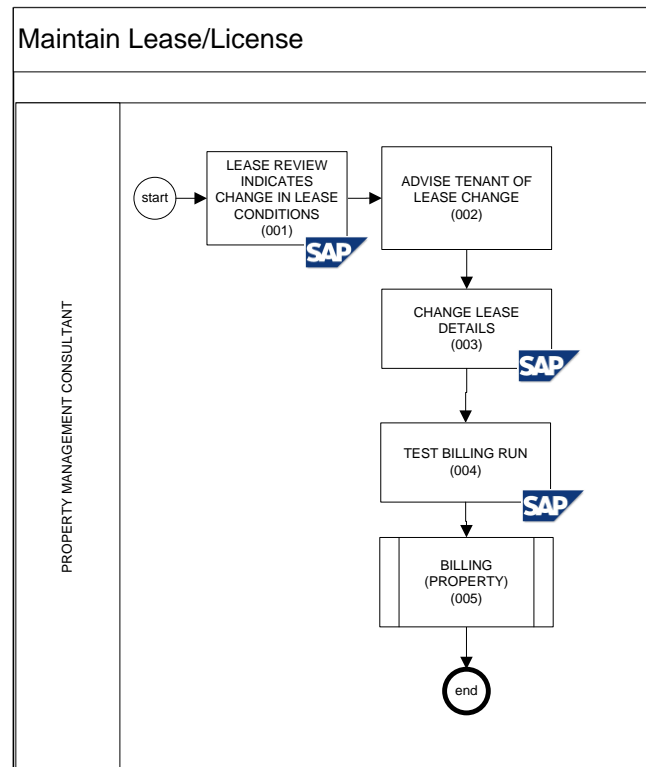 Maintain Lease/License
PROPERTY MANAGEMENT CONSULTANT
start
LEASE REVIEW
INDICATES
CHANGE IN LEASE
CONDITIONS
(001)
SAP
ADVISE TENANT OF
LEASE CHANGE
(002)
CHANGE LEASE
DETAILS
(003)
SAP
TEST BILLING RUN
(004)
SAP
BILLING
(PROPERTY)
(005)
end